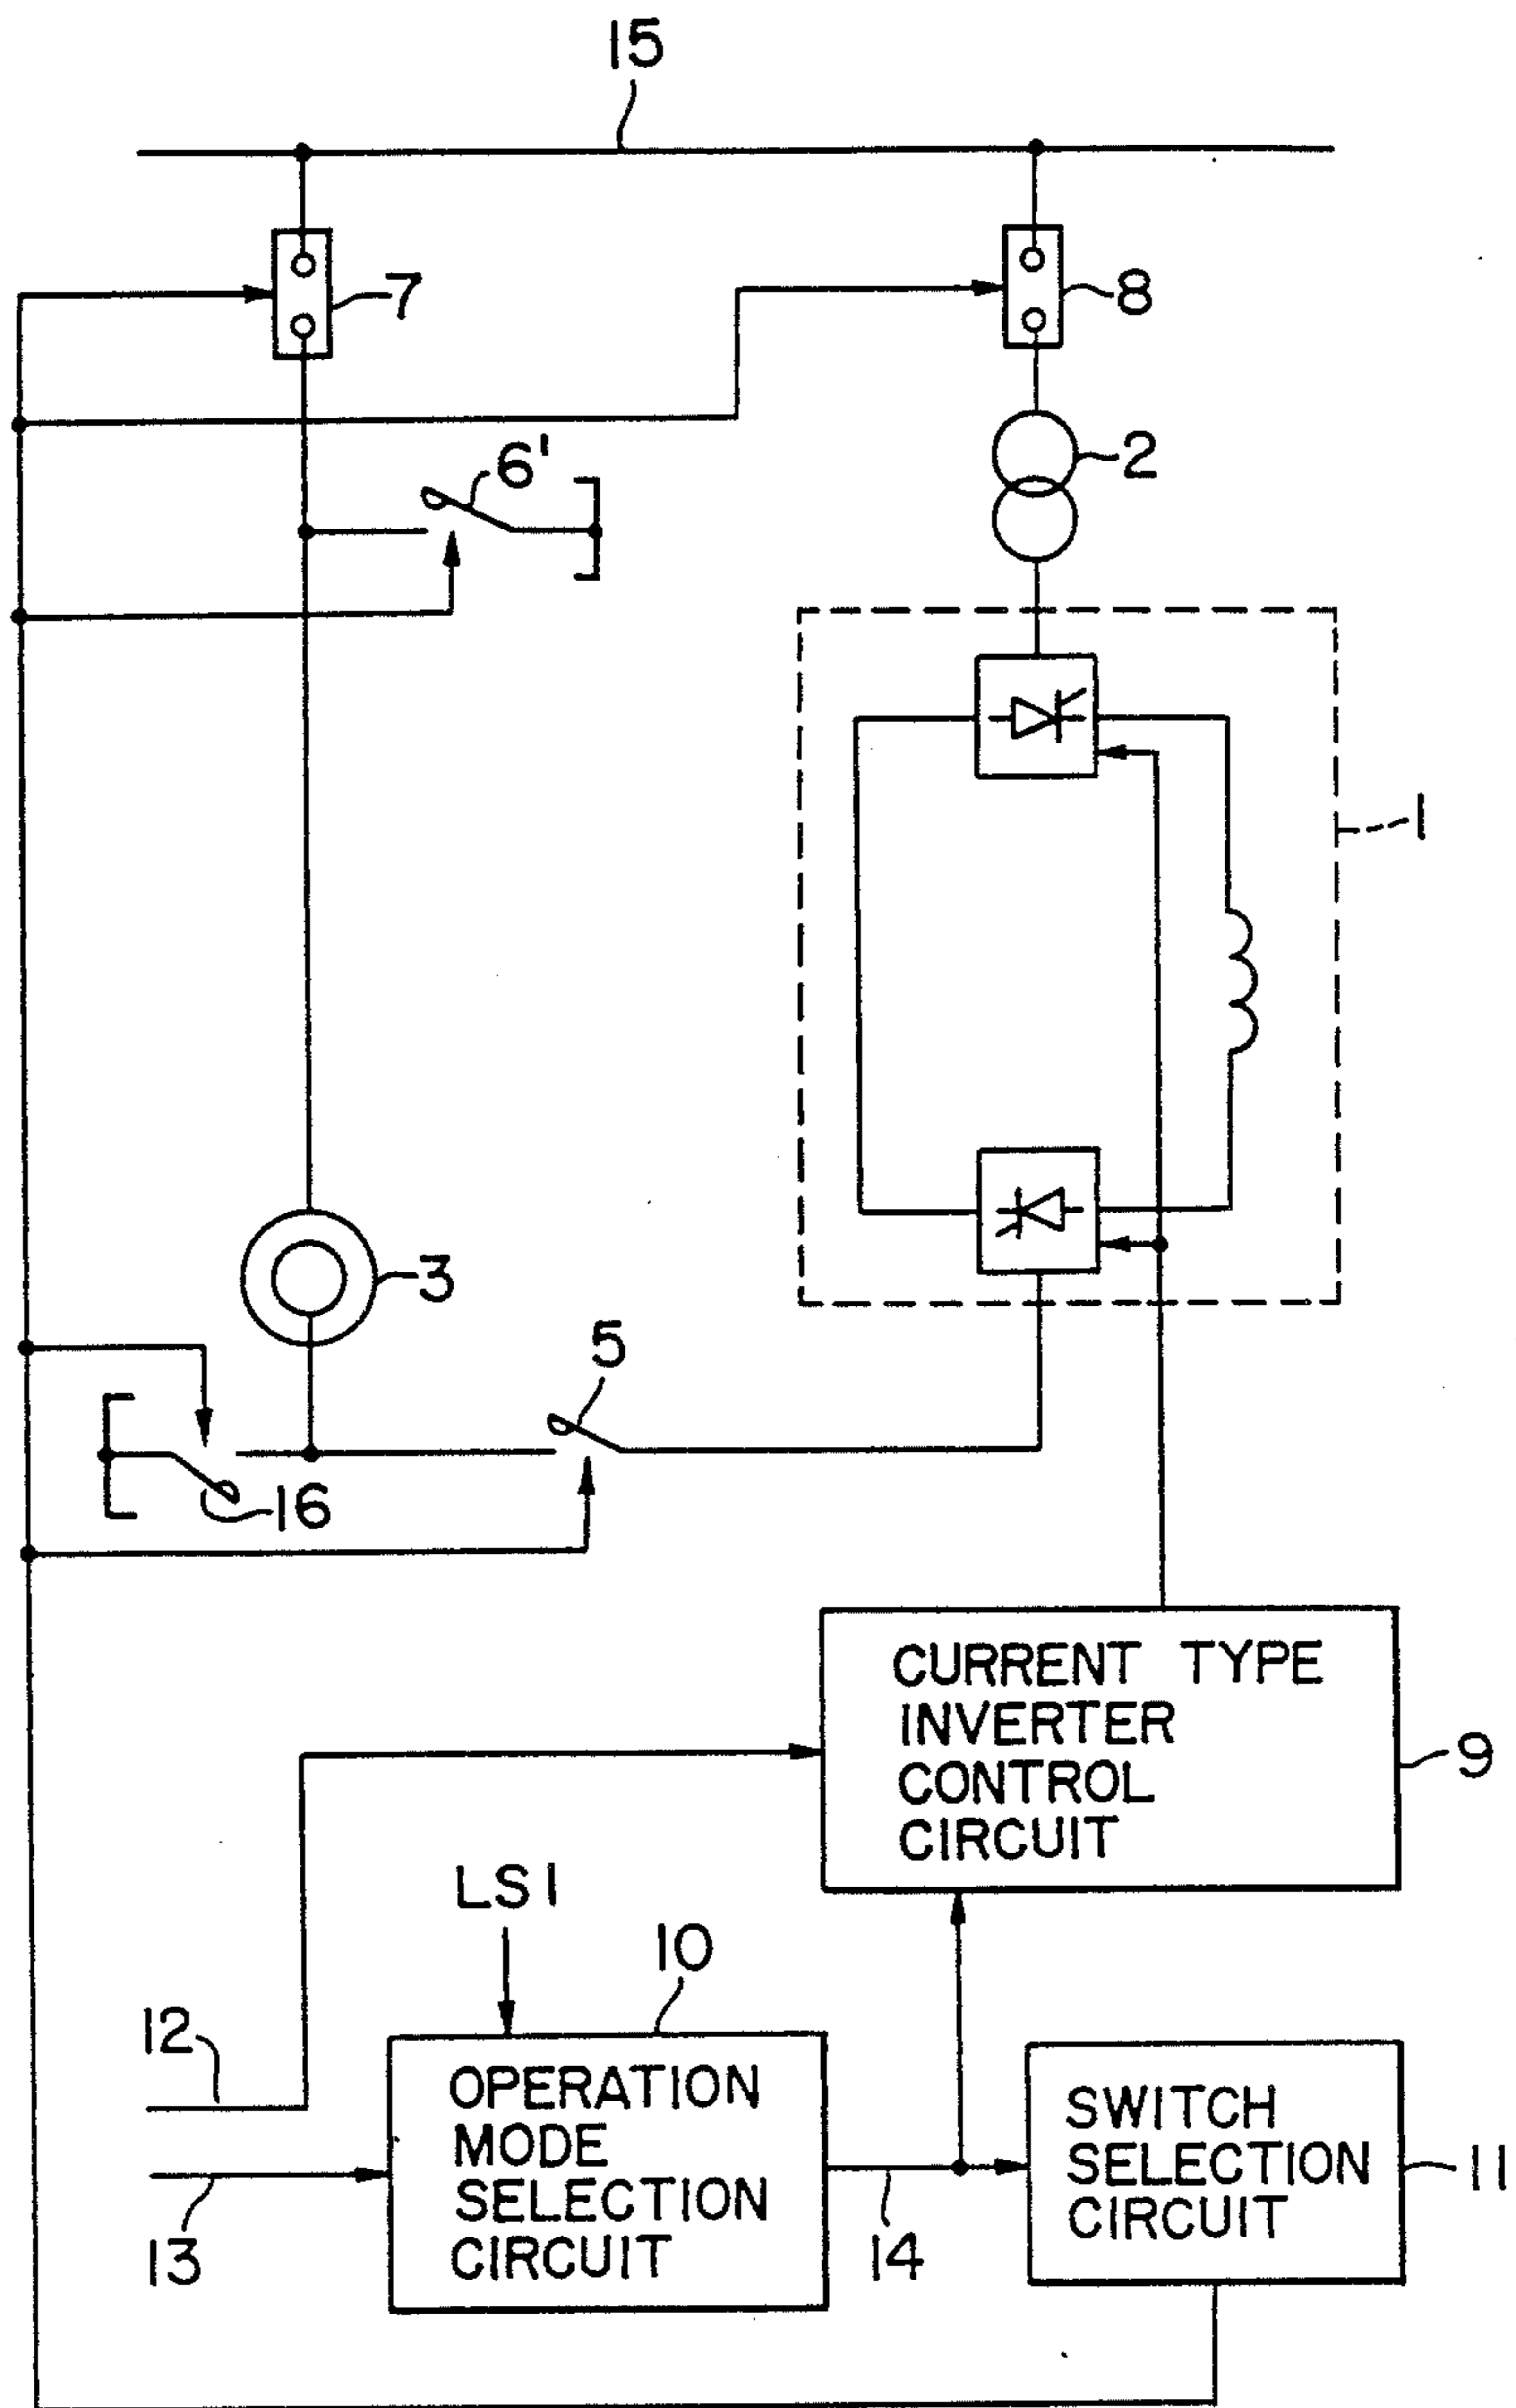 15
7
8
6'
2
1
3
5
16
CURRENT TYPE
INVERTER
CONTROL
CIRCUIT
9
LS1
10
12
OPERATION
MODE
SELECTION
CIRCUIT
SWITCH
SELECTION
CIRCUIT
11
13
14